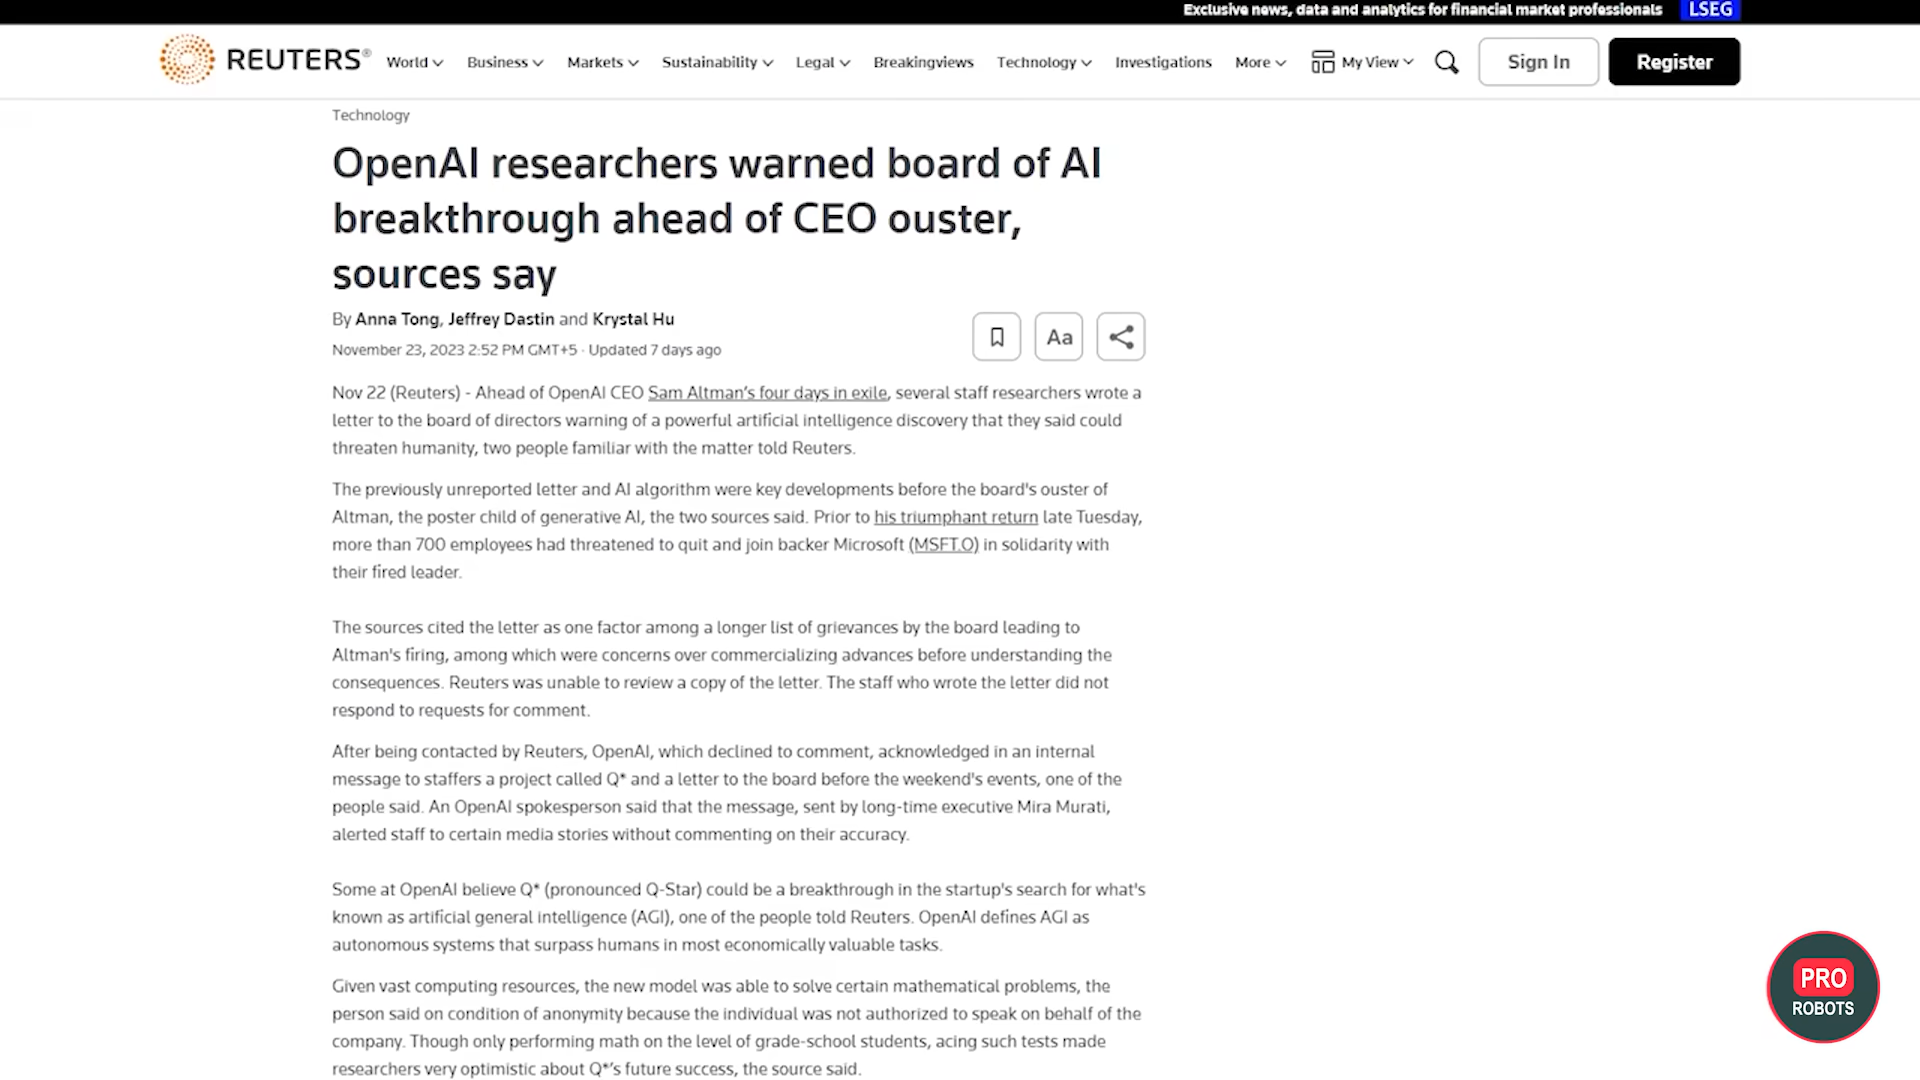 Exclusive news, data and analytics for financial market professionals LSEG
REUTERS® World Business Markets Sustainability Legal Breakingviews Technology Investigations More My View Sign In Register
Technology
OpenAI researchers warned board of AI
breakthrough ahead of CEO ouster,
sources say
By Anna Tong, Jeffrey Dastin and Krystal Hu
November 23, 2023 2:52 PM GMT+5 · Updated 7 days ago
Aa
Nov 22 (Reuters) - Ahead of OpenAI CEO Sam Altman’s four days in exile, several staff researchers wrote a
letter to the board of directors warning of a powerful artificial intelligence discovery that they said could
threaten humanity, two people familiar with the matter told Reuters.
The previously unreported letter and AI algorithm were key developments before the board's ouster of
Altman, the poster child of generative AI, the two sources said. Prior to his triumphant return late Tuesday,
more than 700 employees had threatened to quit and join backer Microsoft (MSFT.O) in solidarity with
their fired leader.
The sources cited the letter as one factor among a longer list of grievances by the board leading to
Altman's firing, among which were concerns over commercializing advances before understanding the
consequences. Reuters was unable to review a copy of the letter. The staff who wrote the letter did not
respond to requests for comment.
After being contacted by Reuters, OpenAI, which declined to comment, acknowledged in an internal
message to staffers a project called Q* and a letter to the board before the weekend's events, one of the
people said. An OpenAI spokesperson said that the message, sent by long-time executive Mira Murati,
alerted staff to certain media stories without commenting on their accuracy.
Some at OpenAI believe Q* (pronounced Q-Star) could be a breakthrough in the startup's search for what's
known as artificial general intelligence (AGI), one of the people told Reuters. OpenAI defines AGI as
autonomous systems that surpass humans in most economically valuable tasks.
Given vast computing resources, the new model was able to solve certain mathematical problems, the
person said on condition of anonymity because the individual was not authorized to speak on behalf of the
company. Though only performing math on the level of grade-school students, acing such tests made
researchers very optimistic about Q*’s future success, the source said.
PRO
ROBOTS